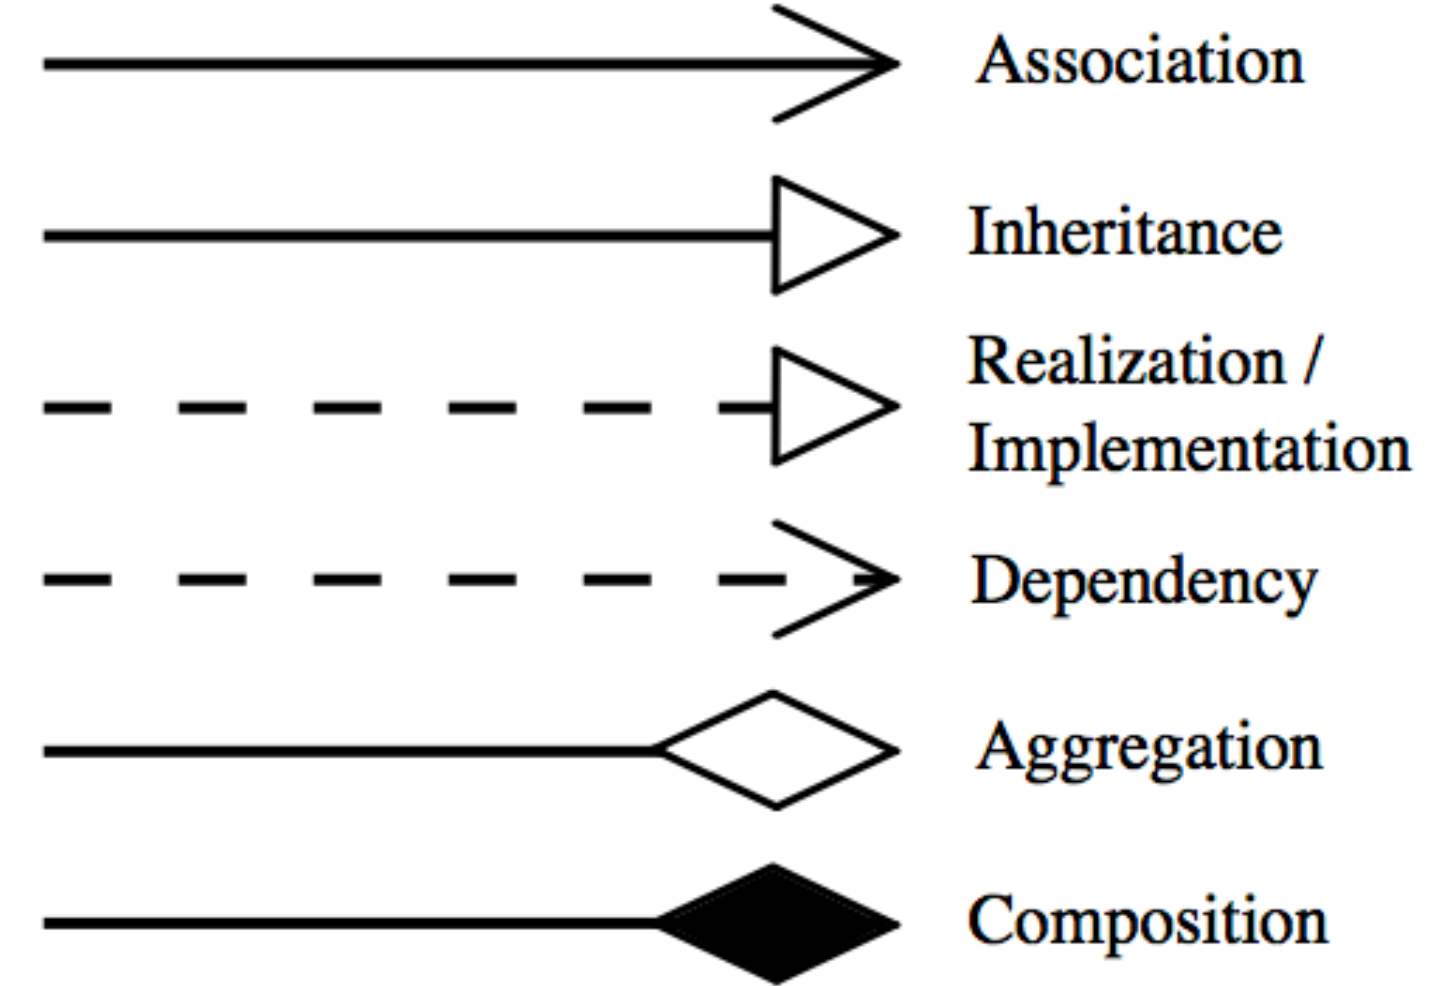 Association
Inheritance
Realization /
Implementation
Dependency
Aggregation
Composition